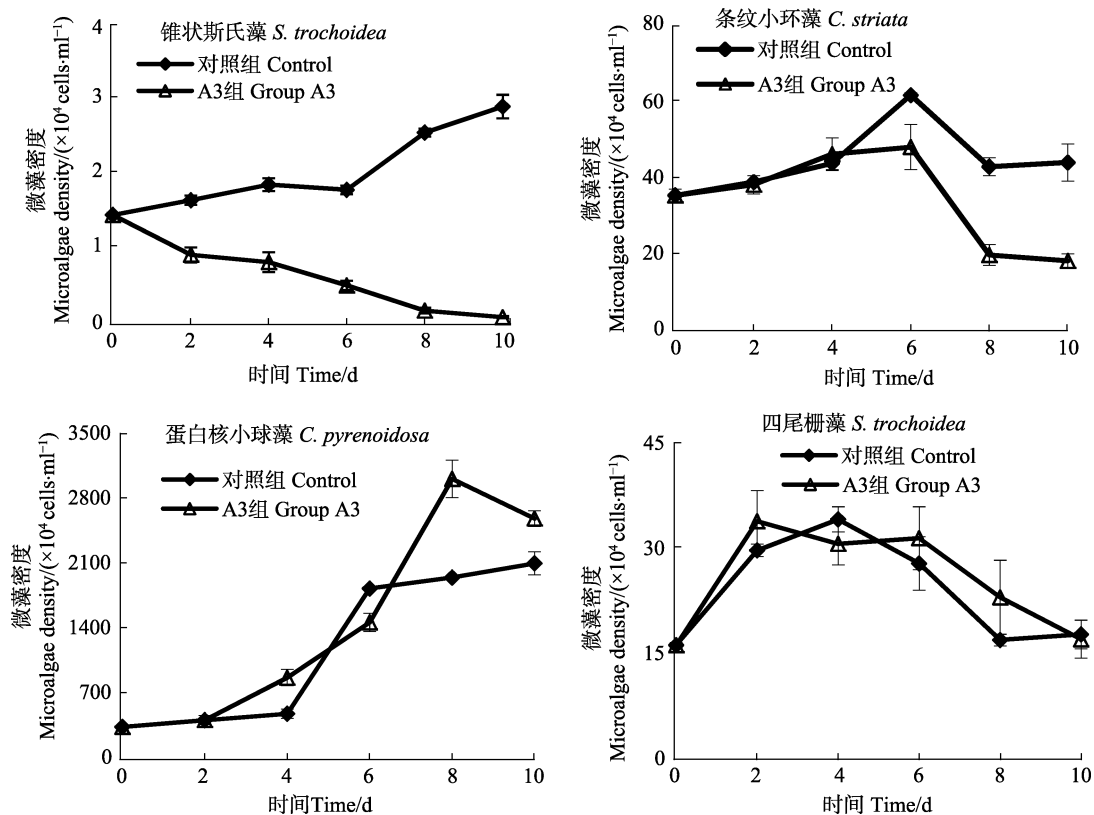 锥状斯氏藻 S. trochoidea
对照组 Control
A3组 Group A3
微藻密度
Microalgae density/(×10⁴ cells·ml⁻¹)
4
3
2
1
0
0 2 4 6 8 10
时间 Time/d
条纹小环藻 C. striata
对照组 Control
A3组 Group A3
微藻密度
Microalgae density/(×10⁴ cells·ml⁻¹)
80
60
40
20
0
0 2 4 6 8 10
时间 Time/d
蛋白核小球藻 C. pyrenoidosa
对照组 Control
A3组 Group A3
微藻密度
Microalgae density/(×10⁴ cells·ml⁻¹)
3500
2800
2100
1400
700
0
0 2 4 6 8 10
时间Time/d
四尾栅藻 S. trochoidea
对照组 Control
A3组 Group A3
微藻密度
Microalgae density/(×10⁴ cells·ml⁻¹)
45
30
15
0
0 2 4 6 8 10
时间 Time/d